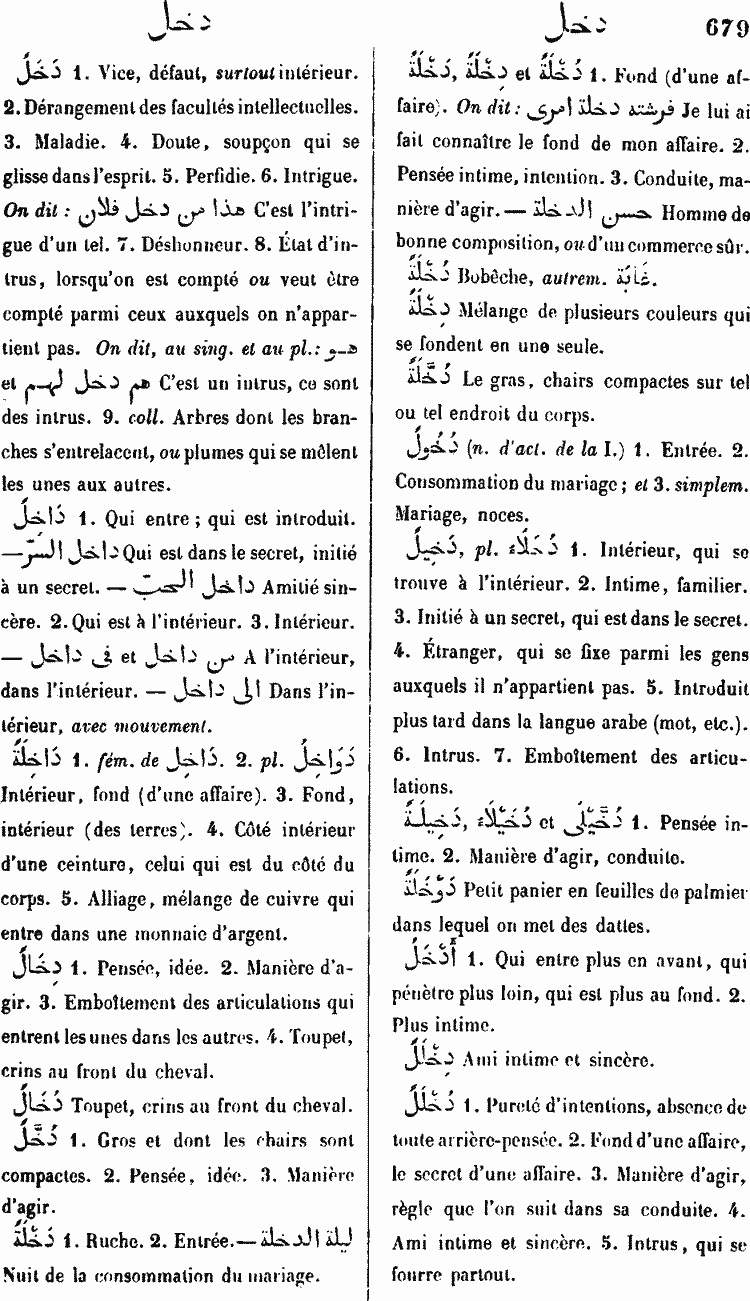 دخل
دخل 679
دَخَلٌ 1. Vice, défaut, surtout intérieur.
2. Dérangement des facultés intellectuelles.
3. Maladie. 4. Doute, soupçon qui se
glisse dans l'esprit. 5. Perfidie. 6. Intrigue.
On dit : هذا من دخل فلان C'est l'intri-
gue d'un tel. 7. Déshonneur. 8. État d'in-
trus, lorsqu'on est compté ou veut être
compté parmi ceux auxquels on n'appar-
tient pas. On dit, au sing. et au pl.: هو
et هم دخل لهم C'est un intrus, ce sont
des intrus. 9. coll. Arbres dont les bran-
ches s'entrelacent, ou plumes qui se mêlent
les unes aux autres.
دَاخِلٌ 1. Qui entre ; qui est introduit.
— داخل السّرّ Qui est dans le secret, initié
à un secret. — داخل الحبّ Amitié sin-
cère. 2. Qui est à l'intérieur. 3. Intérieur.
— من داخل et فى داخل A l'intérieur,
dans l'intérieur. — الى داخل Dans l'in-
térieur, avec mouvement.
دَاخِلَةٌ 1. fém. de دَاخِل. 2. pl. دَوَاخِلُ
Intérieur, fond (d'une affaire). 3. Fond,
intérieur (des terres). 4. Côté intérieur
d'une ceinture, celui qui est du côté du
corps. 5. Alliage, mélange de cuivre qui
entre dans une monnaie d'argent.
دِخَالٌ 1. Pensée, idée. 2. Manière d'a-
gir. 3. Emboîtement des articulations qui
entrent les unes dans les autres. 4. Toupet,
crins au front du cheval.
دُخَالٌ Toupet, crins au front du cheval.
دُخَّلٌ 1. Gros et dont les chairs sont
compactes. 2. Pensée, idée. 3. Manière
d'agir.
دَخْلَةٌ 1. Ruche. 2. Entrée. — ليلة الدخلة
Nuit de la consommation du mariage.
دُخْلَةٌ et دِخْلَةٌ, دَخْلَةٌ 1. Fond (d'une af-
faire). On dit : فرشته دخلة امرى Je lui ai
fait connaître le fond de mon affaire. 2.
Pensée intime, intention. 3. Conduite, ma-
nière d'agir. — حسن الدخلة Homme de
bonne composition, ou d'un commerce sûr.
دُخْلَةٌ Bobèche, autrem.
دِخْلَةٌ Mélange de plusieurs couleurs qui
se fondent en une seule.
دُخَّلَةٌ Le gras, chairs compactes sur tel
ou tel endroit du corps.
دُخُولٌ (n. d'act. de la I.) 1. Entrée. 2.
Consommation du mariage ; et 3. simplem.
Mariage, noces.
دَخِيلٌ, pl. دُخَلَاءُ 1. Intérieur, qui se
trouve à l'intérieur. 2. Intime, familier.
3. Initié à un secret, qui est dans le secret.
4. Étranger, qui se fixe parmi les gens
auxquels il n'appartient pas. 5. Introduit
plus tard dans la langue arabe (mot, etc.).
6. Intrus. 7. Emboîtement des articu-
lations.
دَخِيلَةٌ, دُخَيْلَاءُ et دُخَّيْلَى 1. Pensée in-
time. 2. Manière d'agir, conduite.
دَوْخَلَةٌ Petit panier en feuilles de palmier
dans lequel on met des dattes.
أَدْخَلُ 1. Qui entre plus en avant, qui
pénètre plus loin, qui est plus au fond. 2.
Plus intime.
دِخْلَلٌ Ami intime et sincère.
دُخْلَلٌ 1. Pureté d'intentions, absence de
toute arrière-pensée. 2. Fond d'une affaire,
le secret d'une affaire. 3. Manière d'agir,
règle que l'on suit dans sa conduite. 4.
Ami intime et sincère. 5. Intrus, qui se
fourre partout.